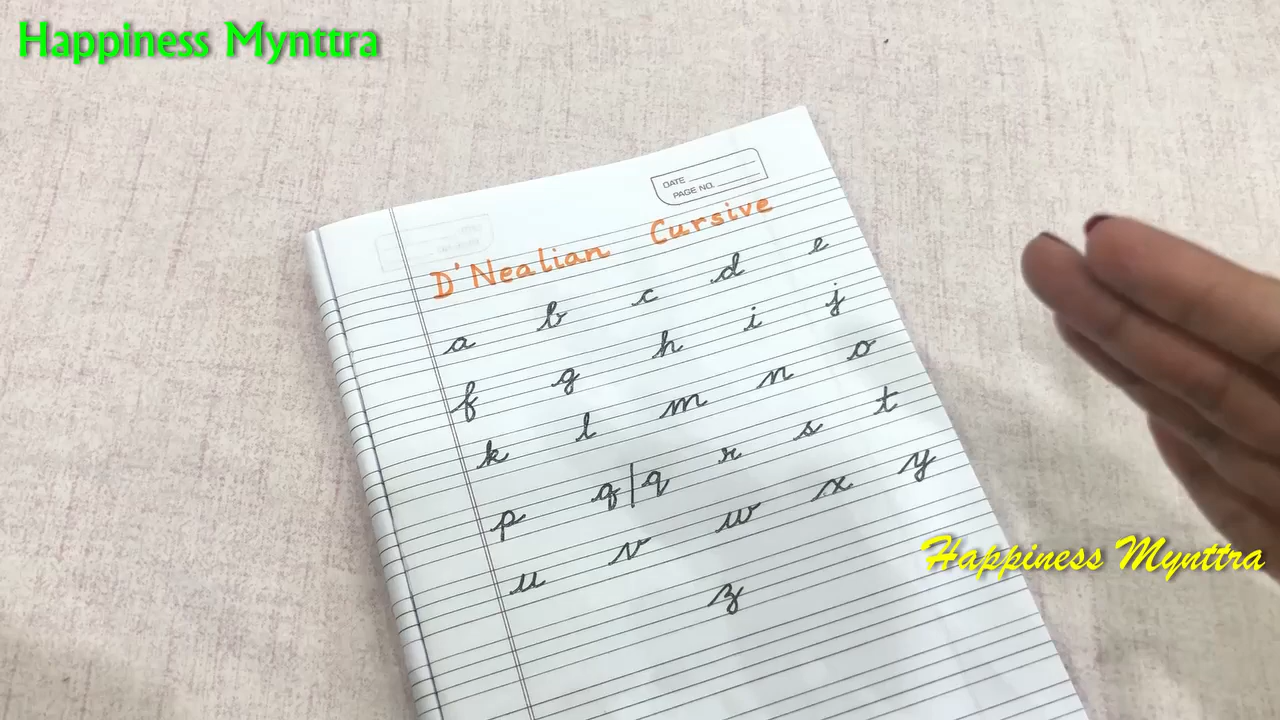 Happiness Mynttra
DATE
PAGE NO.
D'Nealian Cursive
a b c d e
f g h i j
k l m n o
p q|q r s t
u v w x y
z
Happiness Mynttra